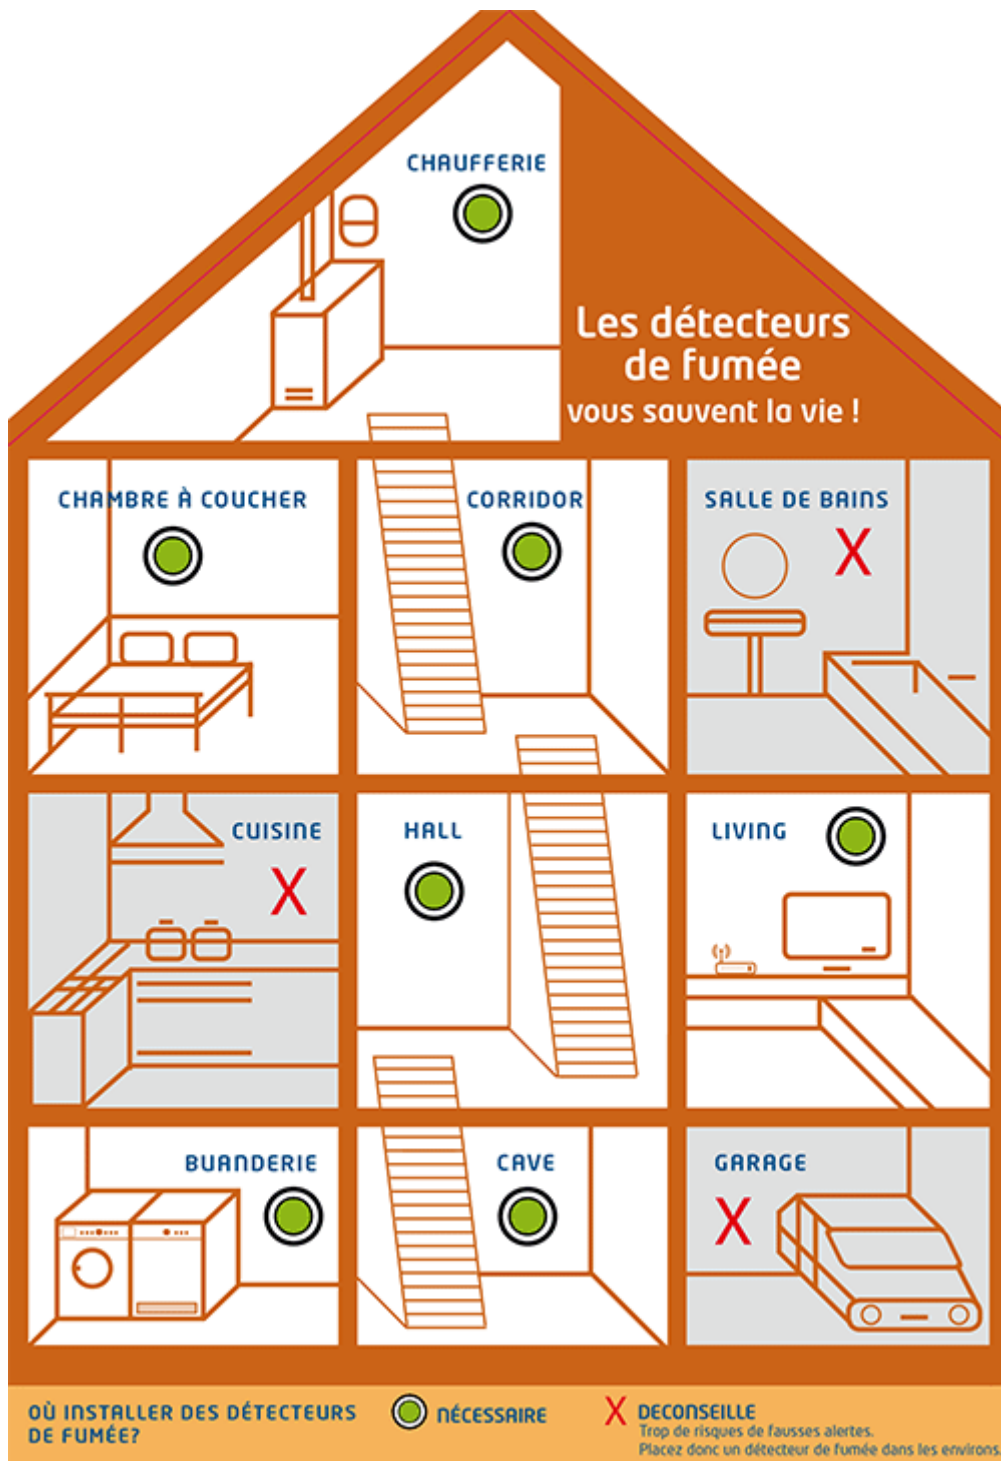 CHAUFFERIE
Les détecteurs
de fumée
vous sauvent la vie !
CHAMBRE À COUCHER
CORRIDOR
SALLE DE BAINS
X
CUISINE
X
HALL
LIVING
BUANDERIE
CAVE
GARAGE
X
OÙ INSTALLER DES DÉTECTEURS
DE FUMÉE?
NÉCESSAIRE
X DECONSEILLE
Trop de risques de fausses alertes.
Placez donc un détecteur de fumée dans les environs.